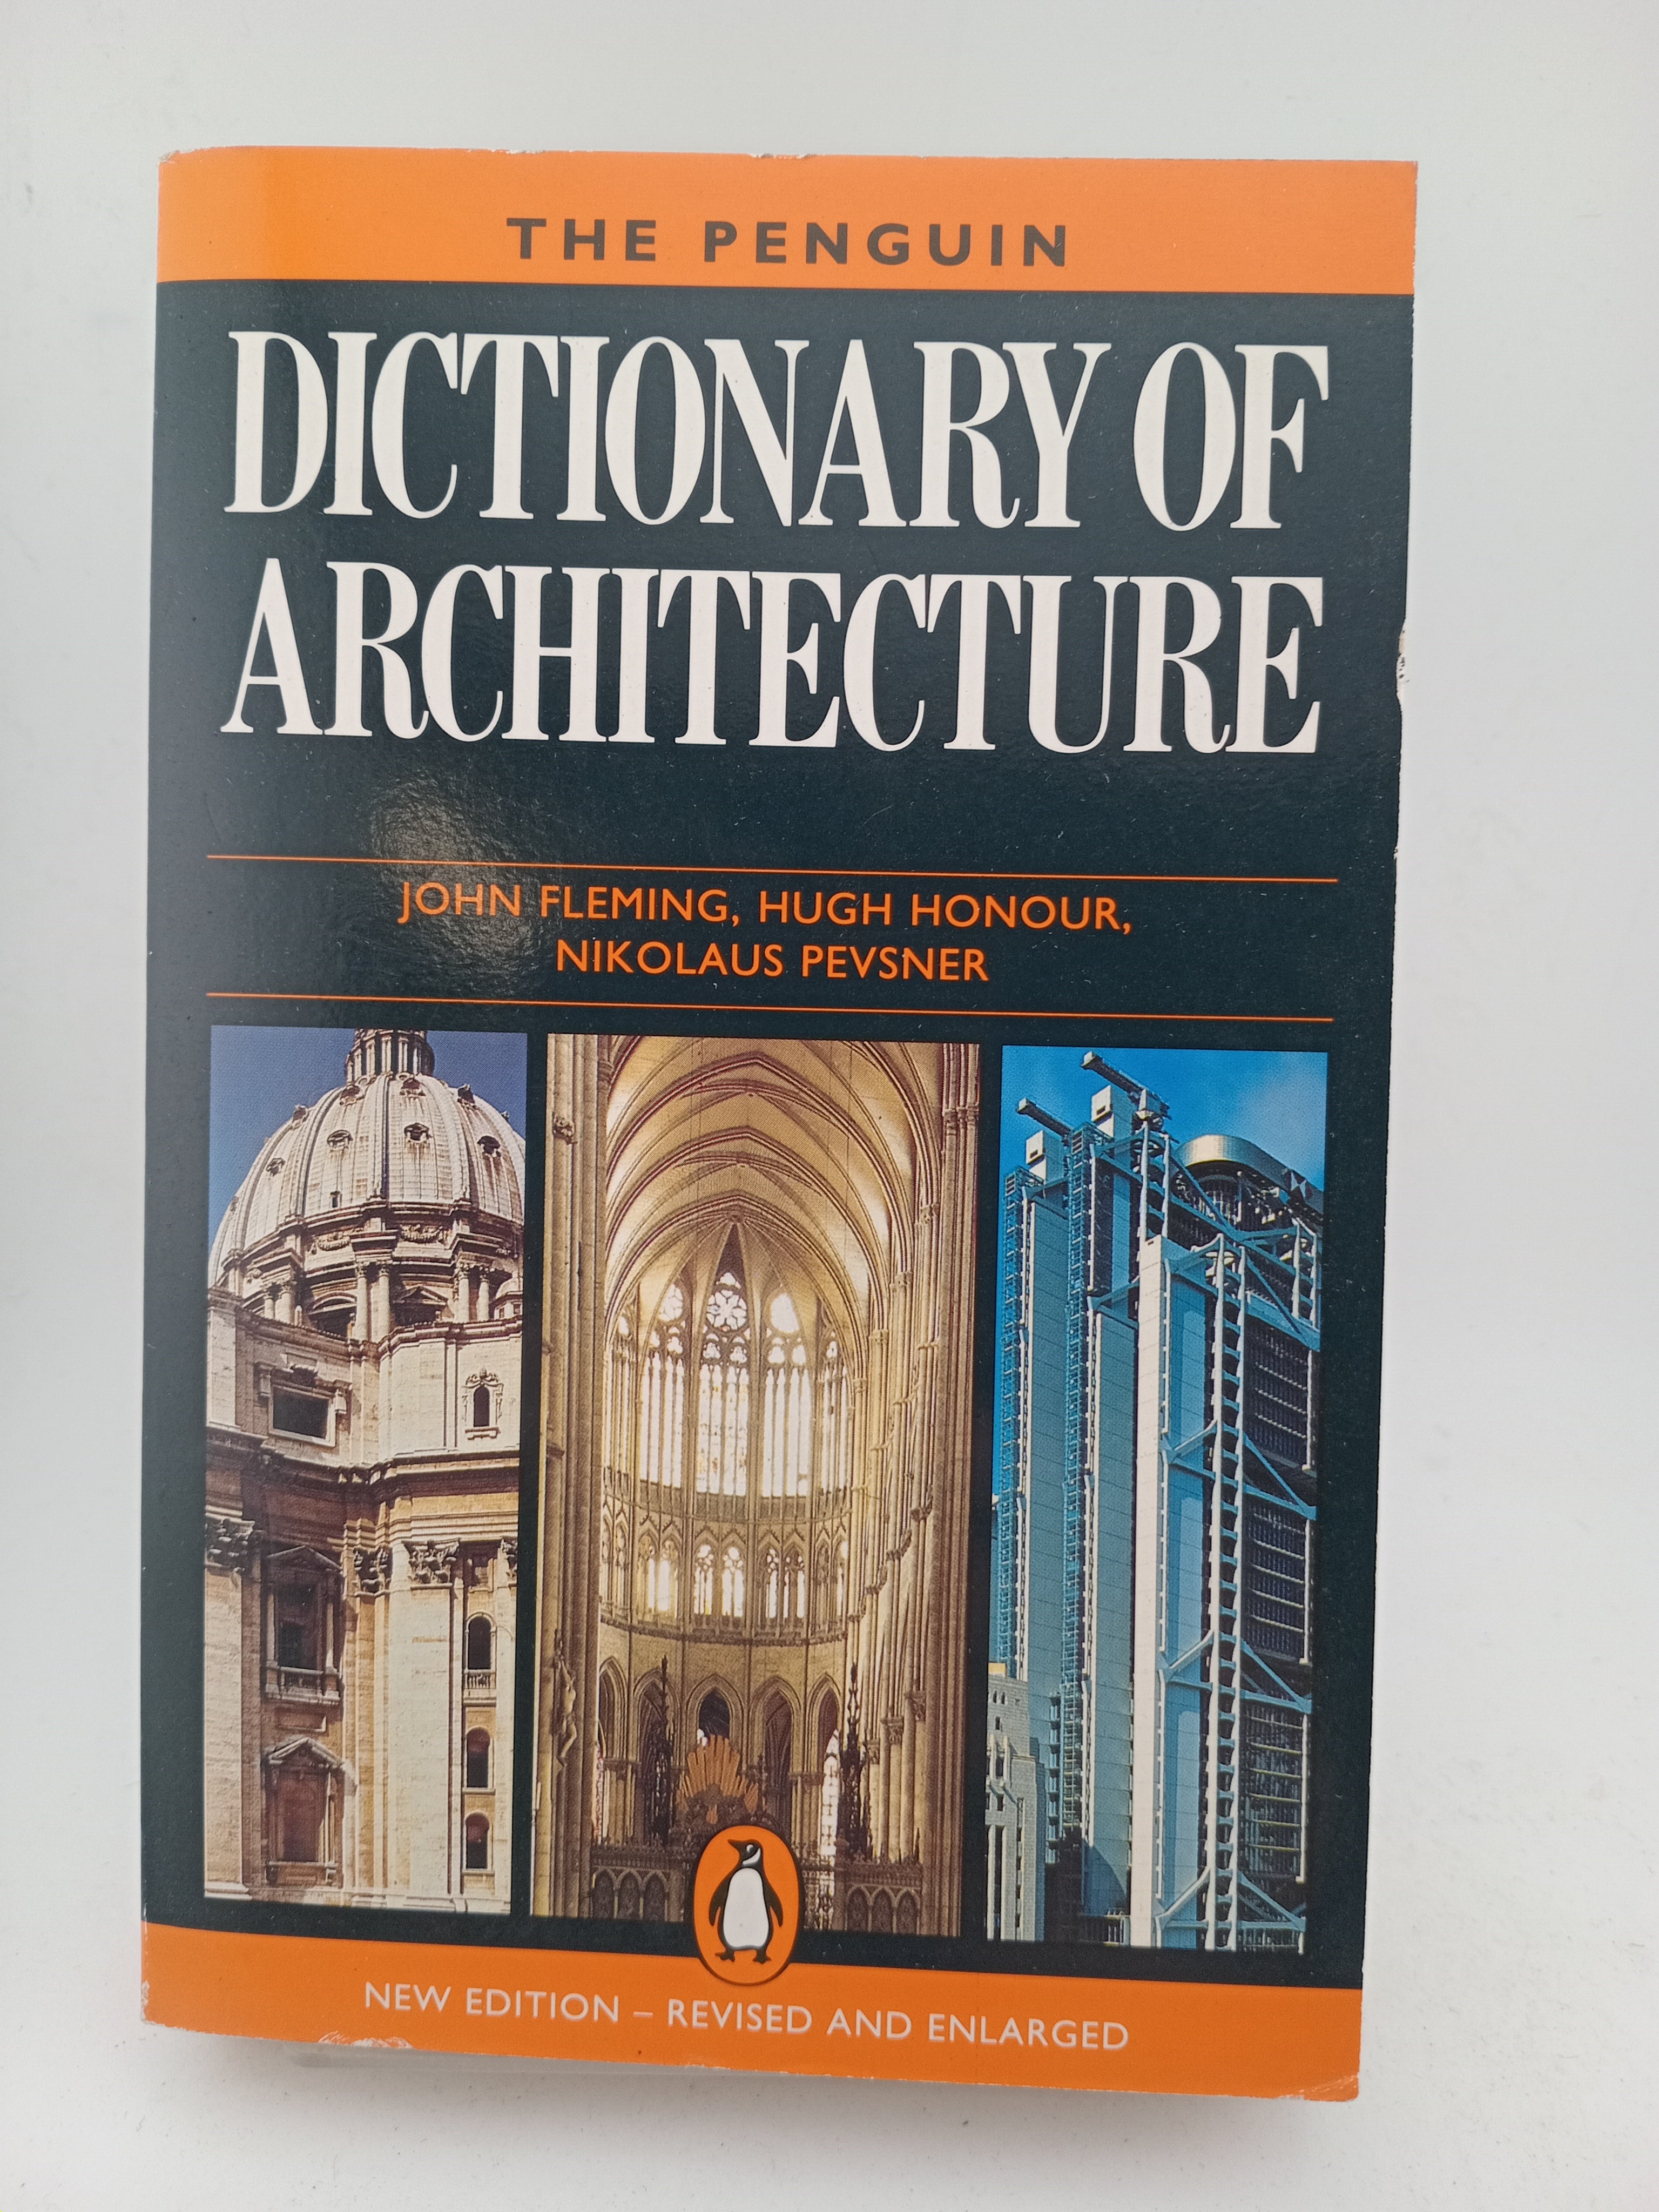 THE PENGUIN
DICTIONARY OF
ARCHITECTURE
JOHN FLEMING, HUGH HONOUR,
NIKOLAUS PEVSNER
NEW EDITION – REVISED AND ENLARGED